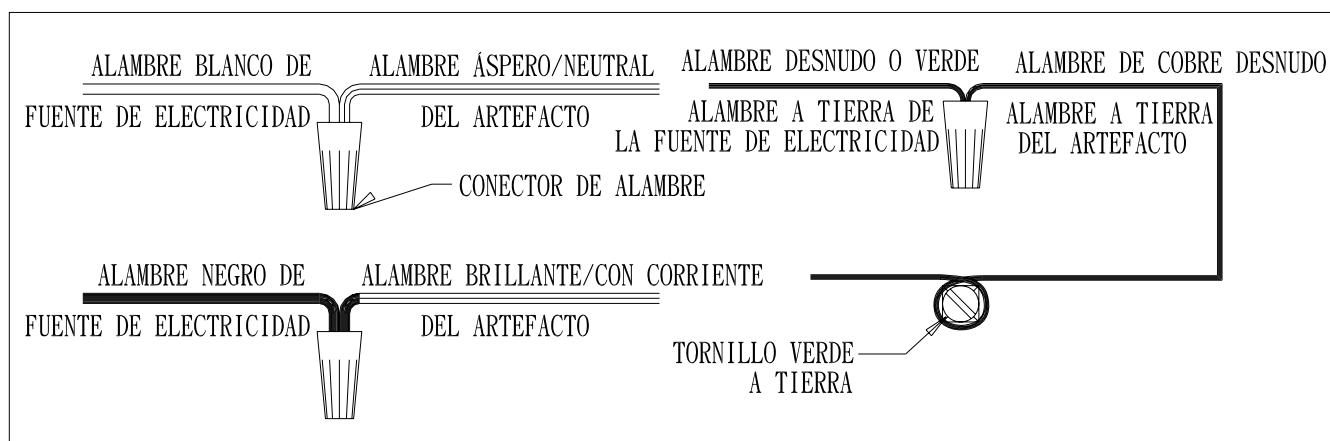 ALAMBRE BLANCO DE
FUENTE DE ELECTRICIDAD
ALAMBRE ÁSPERO/NEUTRAL
DEL ARTEFACTO
CONECTOR DE ALAMBRE
ALAMBRE NEGRO DE
FUENTE DE ELECTRICIDAD
ALAMBRE BRILLANTE/CON CORRIENTE
DEL ARTEFACTO
ALAMBRE DESNUDO O VERDE
ALAMBRE A TIERRA DE
LA FUENTE DE ELECTRICIDAD
ALAMBRE DE COBRE DESNUDO
ALAMBRE A TIERRA
DEL ARTEFACTO
TORNILLO VERDE
A TIERRA